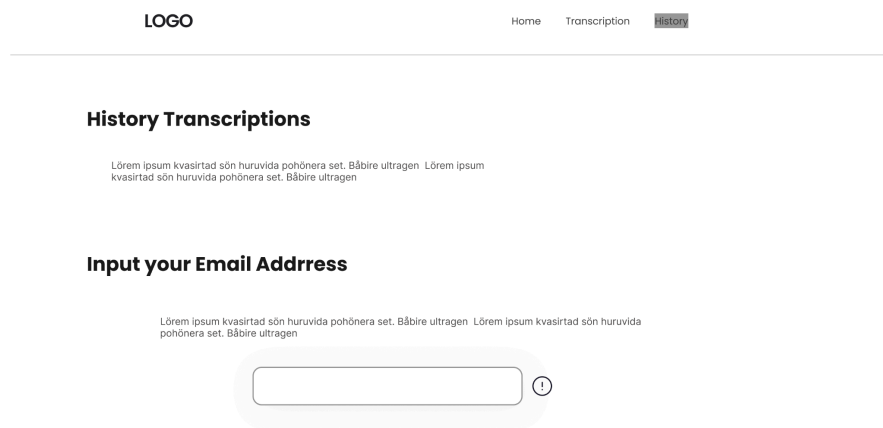 LOGO
Home Transcription History
History Transcriptions
Lörem ipsum kvasirtad sön huruvida pohönera set. Båbire ultragen Lörem ipsum
kvasirtad sön huruvida pohönera set. Båbire ultragen
Input your Email Addrress
Lörem ipsum kvasirtad sön huruvida pohönera set. Båbire ultragen Lörem ipsum kvasirtad sön huruvida
pohönera set. Båbire ultragen
!